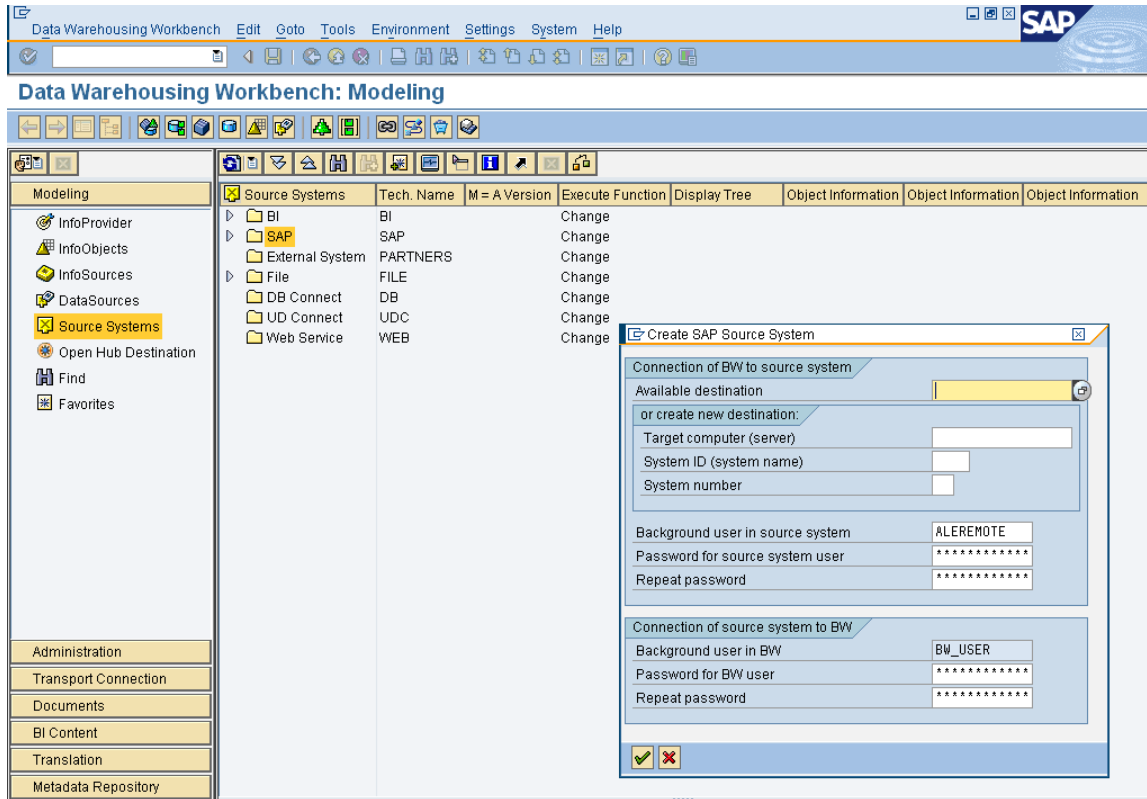 Data Warehousing Workbench Edit Goto Tools Environment Settings System Help
SAP
Data Warehousing Workbench: Modeling
Modeling
InfoProvider
InfoObjects
InfoSources
DataSources
Source Systems
Open Hub Destination
Find
Favorites
Administration
Transport Connection
Documents
BI Content
Translation
Metadata Repository
Source Systems Tech. Name M = A Version Execute Function Display Tree Object Information Object Information Object Information
BI BI Change
SAP SAP Change
External System PARTNERS Change
File FILE Change
DB Connect DB Change
UD Connect UDC Change
Web Service WEB Change
Create SAP Source System
Connection of BW to source system
Available destination
or create new destination:
Target computer (server)
System ID (system name)
System number
Background user in source system ALEREMOTE
Password for source system user ************
Repeat password ************
Connection of source system to BW
Background user in BW BW_USER
Password for BW user ************
Repeat password ************